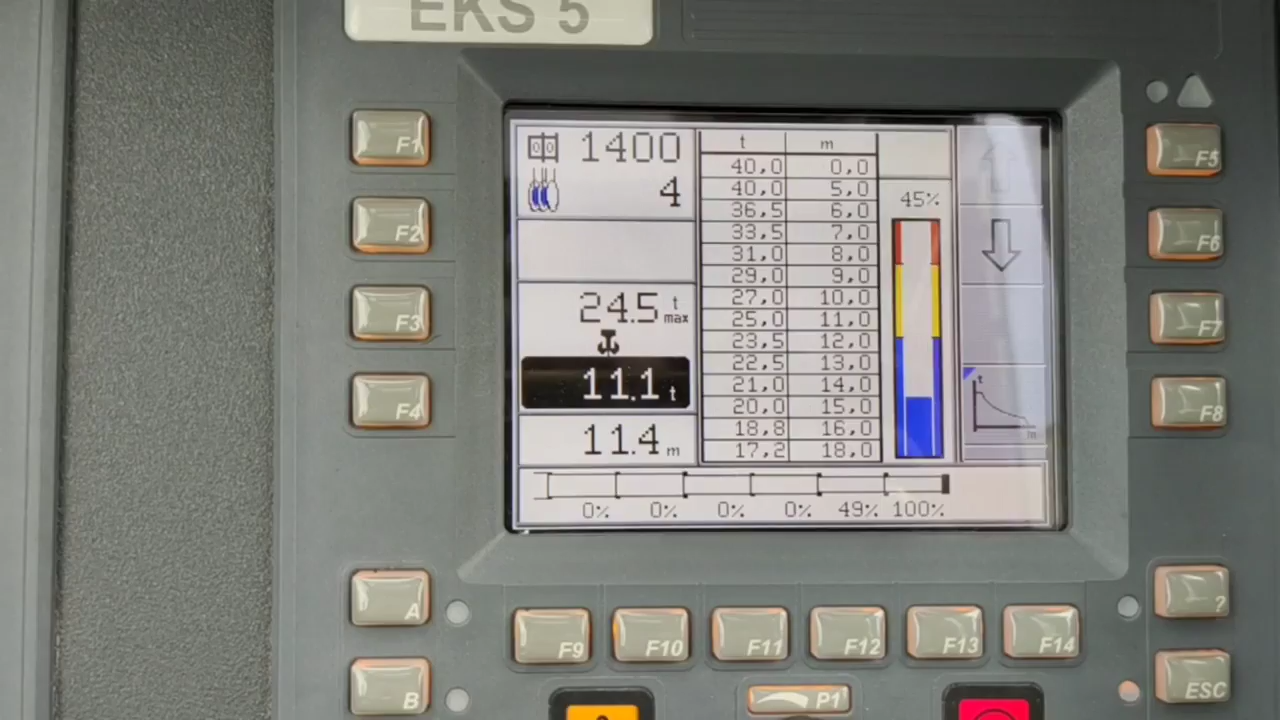 EKS 5
F1
F2
F3
F4
A
B
1400
4
24.5 t max
11.1 t
11.4 m
t m
40,0 0,0
40,0 5,0
36,5 6,0
33,5 7,0
31,0 8,0
29,0 9,0
27,0 10,0
25,0 11,0
23,5 12,0
22,5 13,0
21,0 14,0
20,0 15,0
18,8 16,0
17,2 18,0
45%
t
m
0% 0% 0% 0% 49% 100%
F5
F6
F7
F8
F9 F10 F11 F12 F13 F14
P1
?
ESC